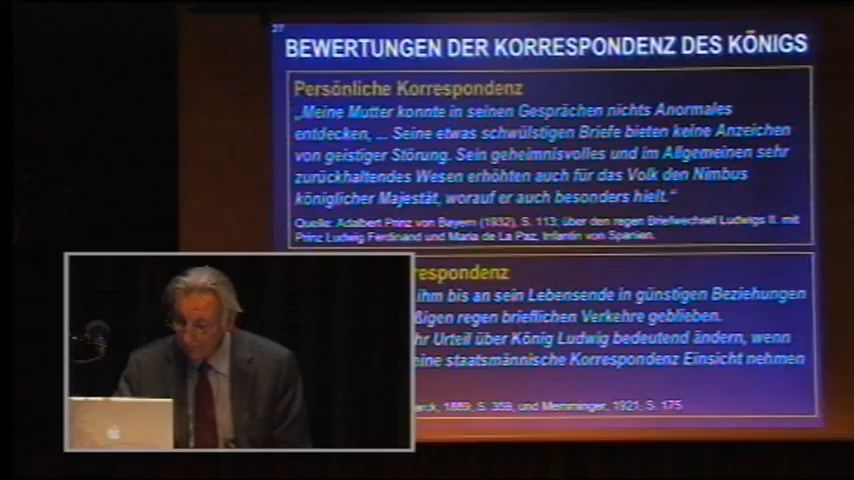 27
BEWERTUNGEN DER KORRESPONDENZ DES KÖNIGS
Persönliche Korrespondenz
„Meine Mutter konnte in seinen Gesprächen nichts Anormales
entdecken, ... Seine etwas schwülstigen Briefe bieten keine Anzeichen
von geistiger Störung. Sein geheimnisvolles und im Allgemeinen sehr
zurückhaltendes Wesen erhöhten auch für das Volk den Nimbus
königlicher Majestät, worauf er auch besonders hielt.“
Quelle: Adalbert Prinz von Bayern (1932), S. 113; über den regen Briefwechsel Ludwigs II. mit
Prinz Ludwig Ferdinand und Maria de La Paz, Infantin von Spanien.
respondenz
ihm bis an sein Lebensende in günstigen Beziehungen
ßigen regen brieflichen Verkehre geblieben.
hr Urteil über König Ludwig bedeutend ändern, wenn
eine staatsmännische Korrespondenz Einsicht nehmen
arck, 1889, S. 359, und Memminger, 1921, S. 175